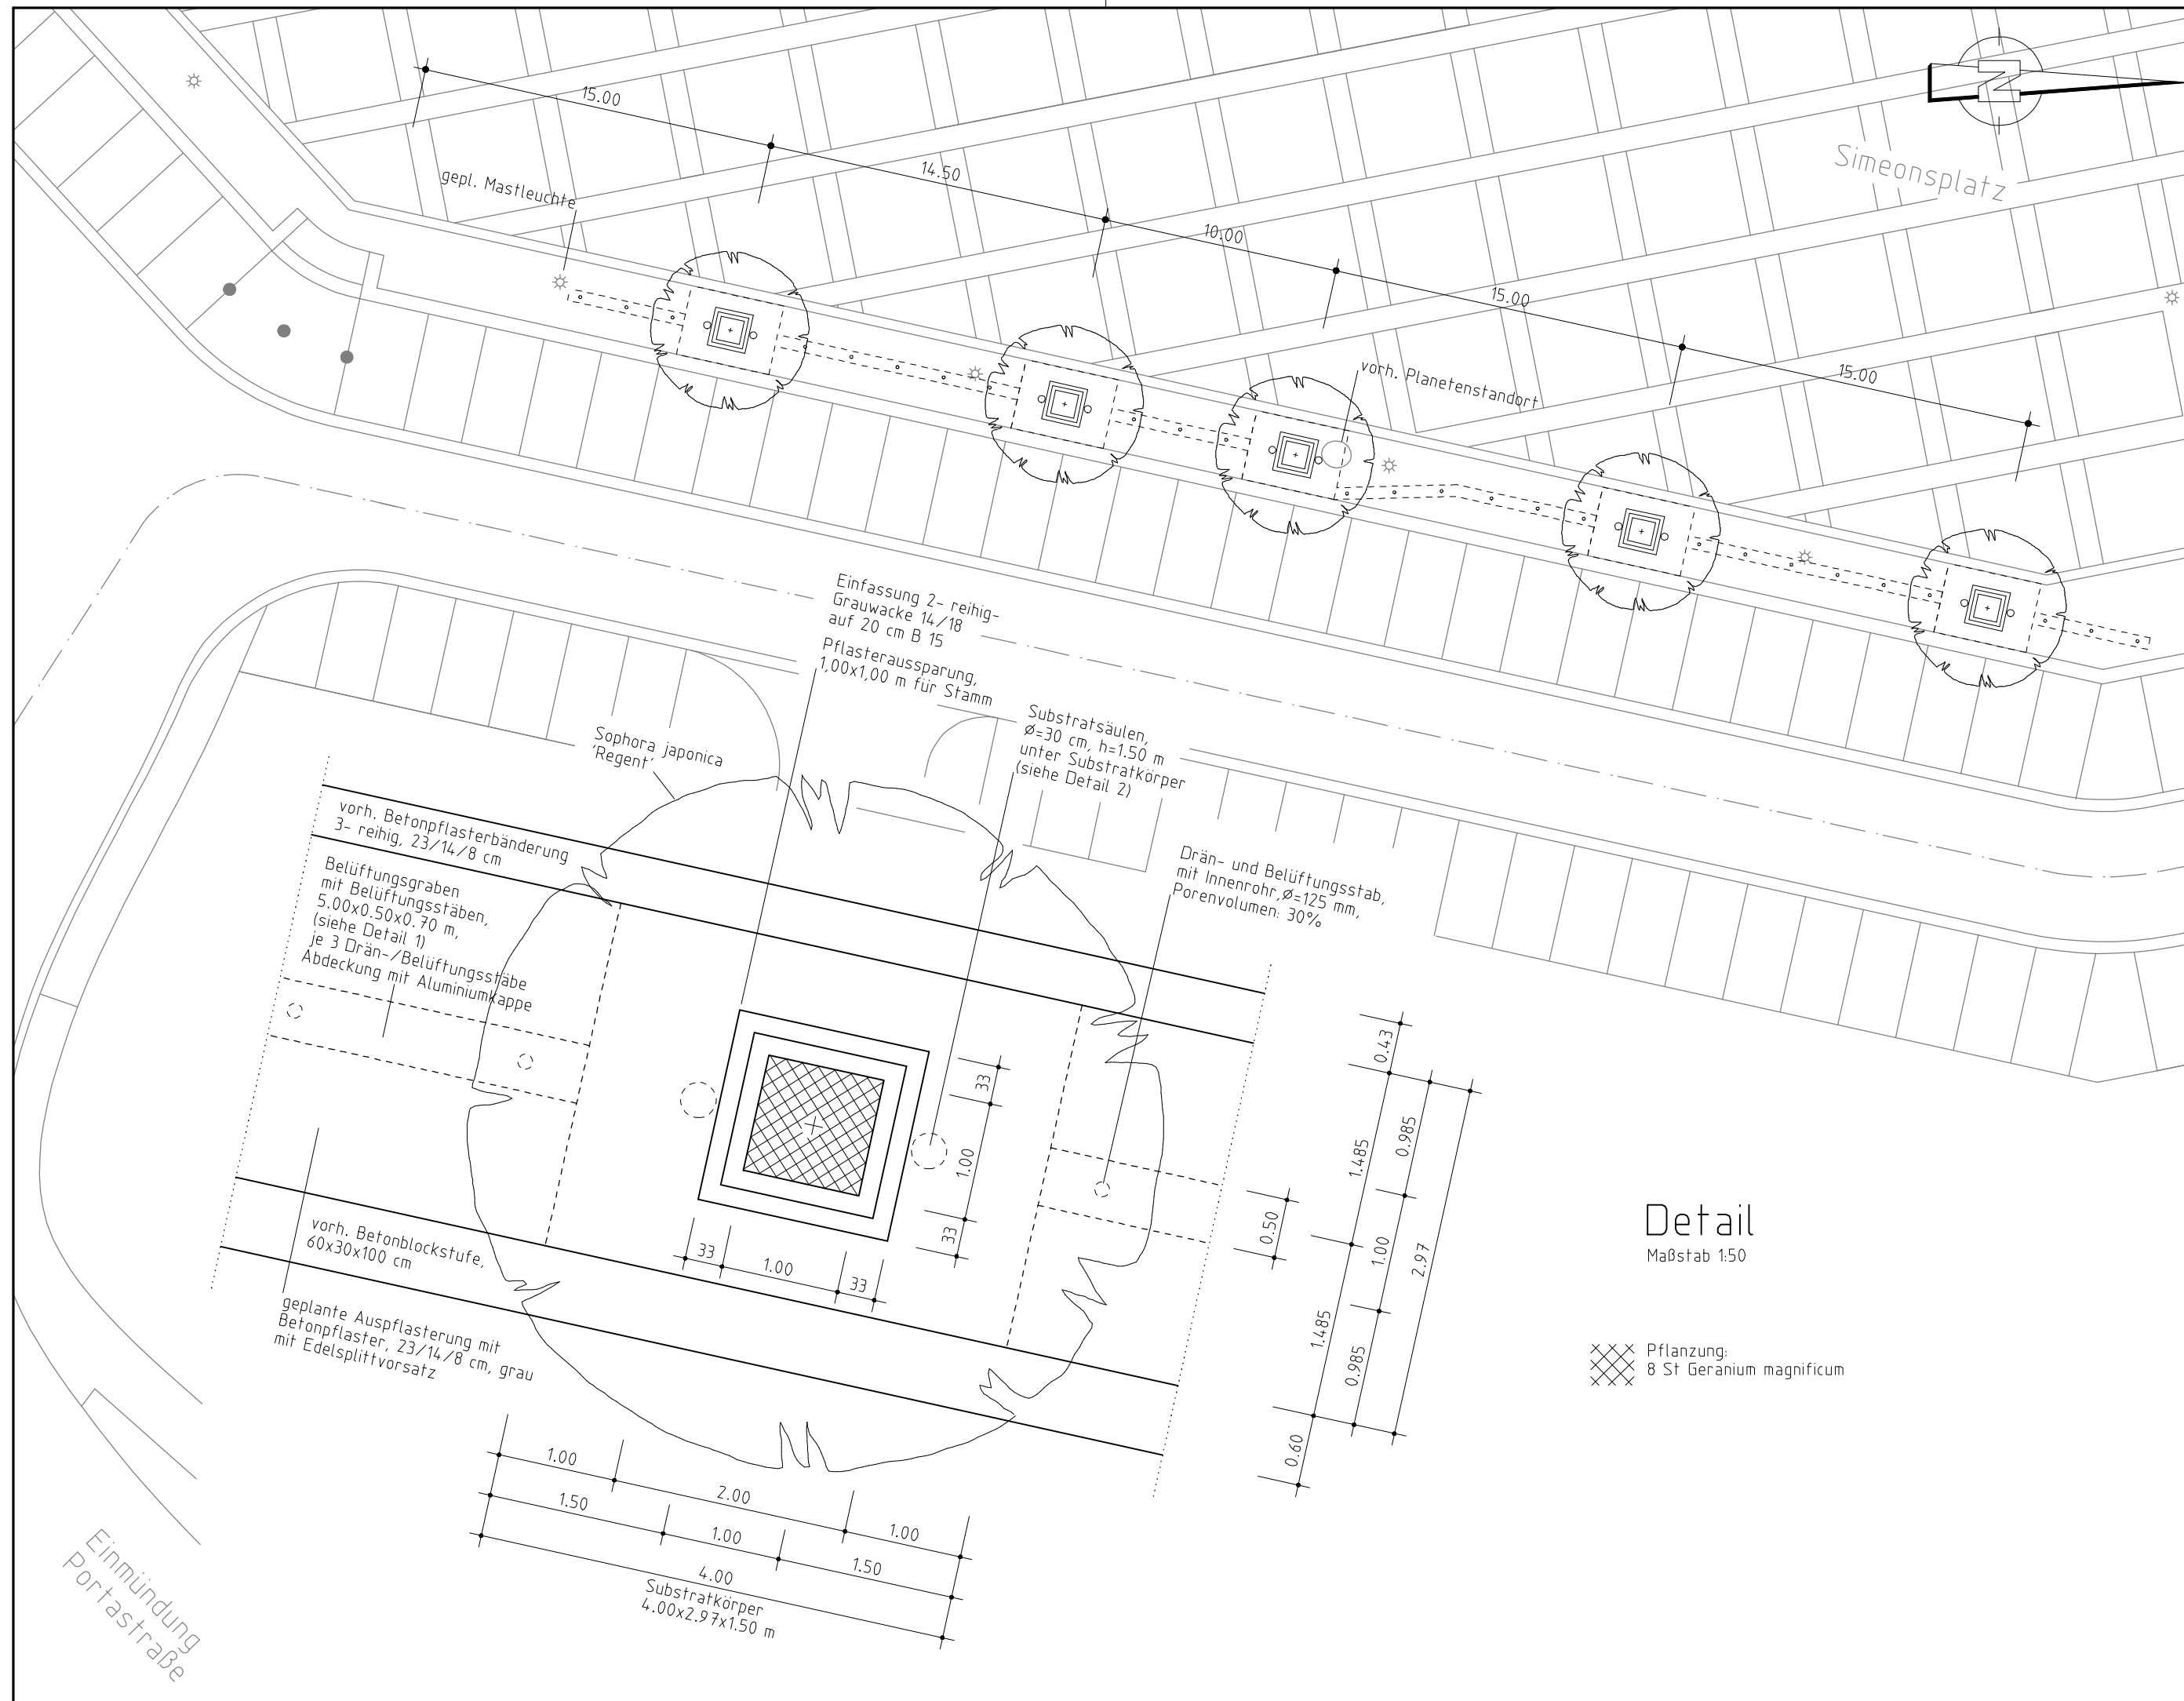 15.00
14.50
10.00
15.00
15.00
gepl. Mastleuchte
vorh. Planetenstandort
N
Simeonsplatz
Einfassung 2- reihig-
Grauwacke 14/18
auf 20 cm B 15
Pflasteraussparung,
1,00x1,00 m für Stamm
Substratsäulen,
Ø=30 cm, h=1.50 m
unter Substratkörper
(siehe Detail 2)
Sophora japonica
'Regent'
Drän- und Belüftungsstab,
mit Innenrohr,Ø=125 mm,
Porenvolumen: 30%
vorh. Betonpflasterbänderung
3- reihig, 23/14/8 cm
Belüftungsgraben
mit Belüftungsstäben,
5.00x0.50x0.70 m,
(siehe Detail 1)
je 3 Drän-/Belüftungsstäbe
Abdeckung mit Aluminiumkappe
vorh. Betonblockstufe,
60x30x100 cm
geplante Auspflasterung mit
Betonpflaster, 23/14/8 cm, grau
mit Edelsplittvorsatz
33
1.00
33
33
1.00
33
0.50
0.43
1.485
1.485
0.60
0.985
1.00
0.985
2.97
1.00
2.00
1.00
1.50
1.00
1.50
4.00
Substratkörper
4.00x2.97x1.50 m
Detail
Maßstab 1:50
Pflanzung:
8 St Geranium magnificum
Einmündung
Portastraße